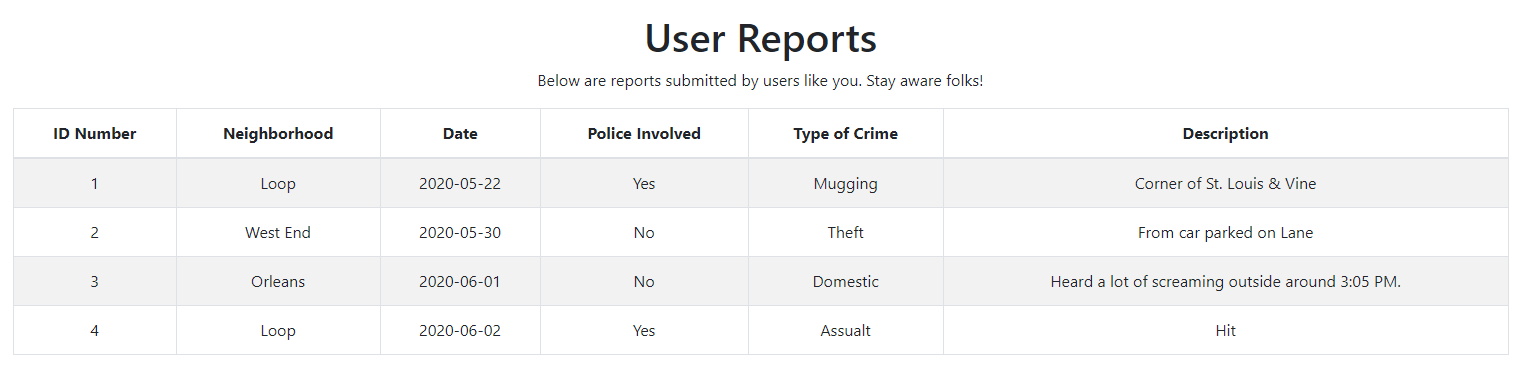 User Reports
Below are reports submitted by users like you. Stay aware folks!
ID Number Neighborhood Date Police Involved Type of Crime Description
1 Loop 2020-05-22 Yes Mugging Corner of St. Louis & Vine
2 West End 2020-05-30 No Theft From car parked on Lane
3 Orleans 2020-06-01 No Domestic Heard a lot of screaming outside around 3:05 PM.
4 Loop 2020-06-02 Yes Assualt Hit